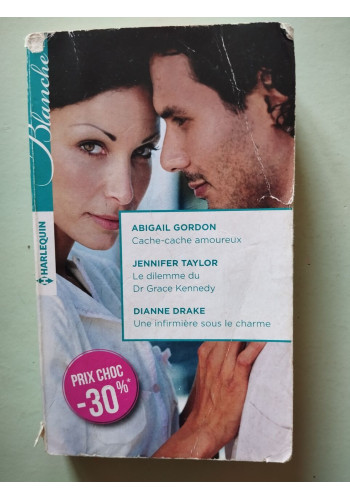 Blanche
HARLEQUIN
ABIGAIL GORDON
Cache-cache amoureux
JENNIFER TAYLOR
Le dilemme du
Dr Grace Kennedy
DIANNE DRAKE
Une infirmière sous le charme
PRIX CHOC
-30%*